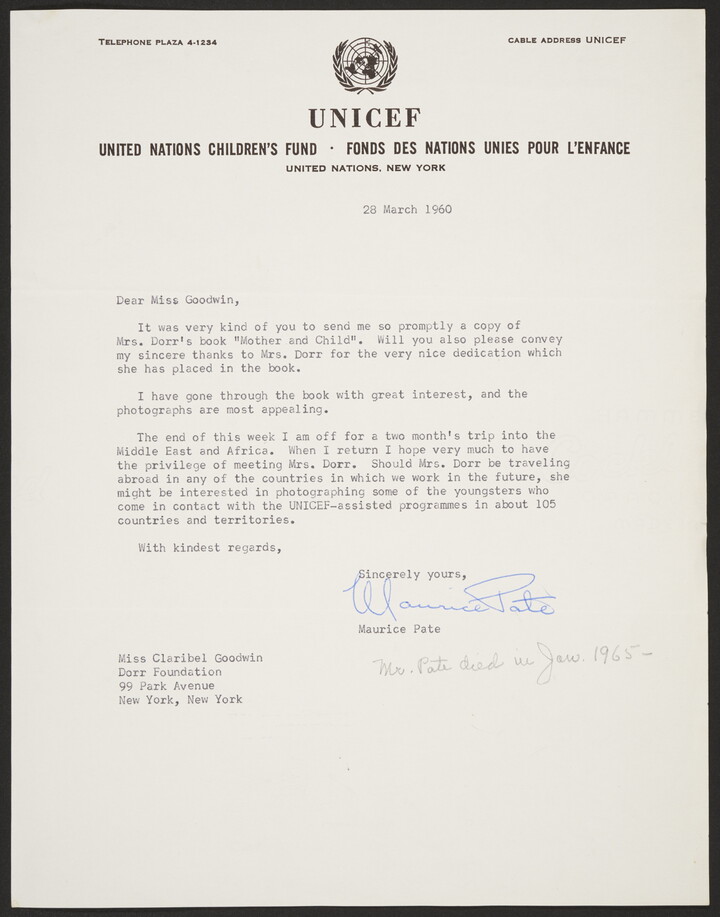 TELEPHONE PLAZA 4-1234
CABLE ADDRESS UNICEF
UNICEF
UNITED NATIONS CHILDREN'S FUND · FONDS DES NATIONS UNIES POUR L'ENFANCE
UNITED NATIONS, NEW YORK
28 March 1960
Dear Miss Goodwin,
It was very kind of you to send me so promptly a copy of
Mrs. Dorr's book "Mother and Child". Will you also please convey
my sincere thanks to Mrs. Dorr for the very nice dedication which
she has placed in the book.
I have gone through the book with great interest, and the
photographs are most appealing.
The end of this week I am off for a two month's trip into the
Middle East and Africa. When I return I hope very much to have
the privilege of meeting Mrs. Dorr. Should Mrs. Dorr be traveling
abroad in any of the countries in which we work in the future, she
might be interested in photographing some of the youngsters who
come in contact with the UNICEF-assisted programmes in about 105
countries and territories.
With kindest regards,
Sincerely yours,
Maurice Pate
Maurice Pate
Miss Claribel Goodwin
Dorr Foundation
99 Park Avenue
New York, New York
Mr. Pate died in Jan. 1965-